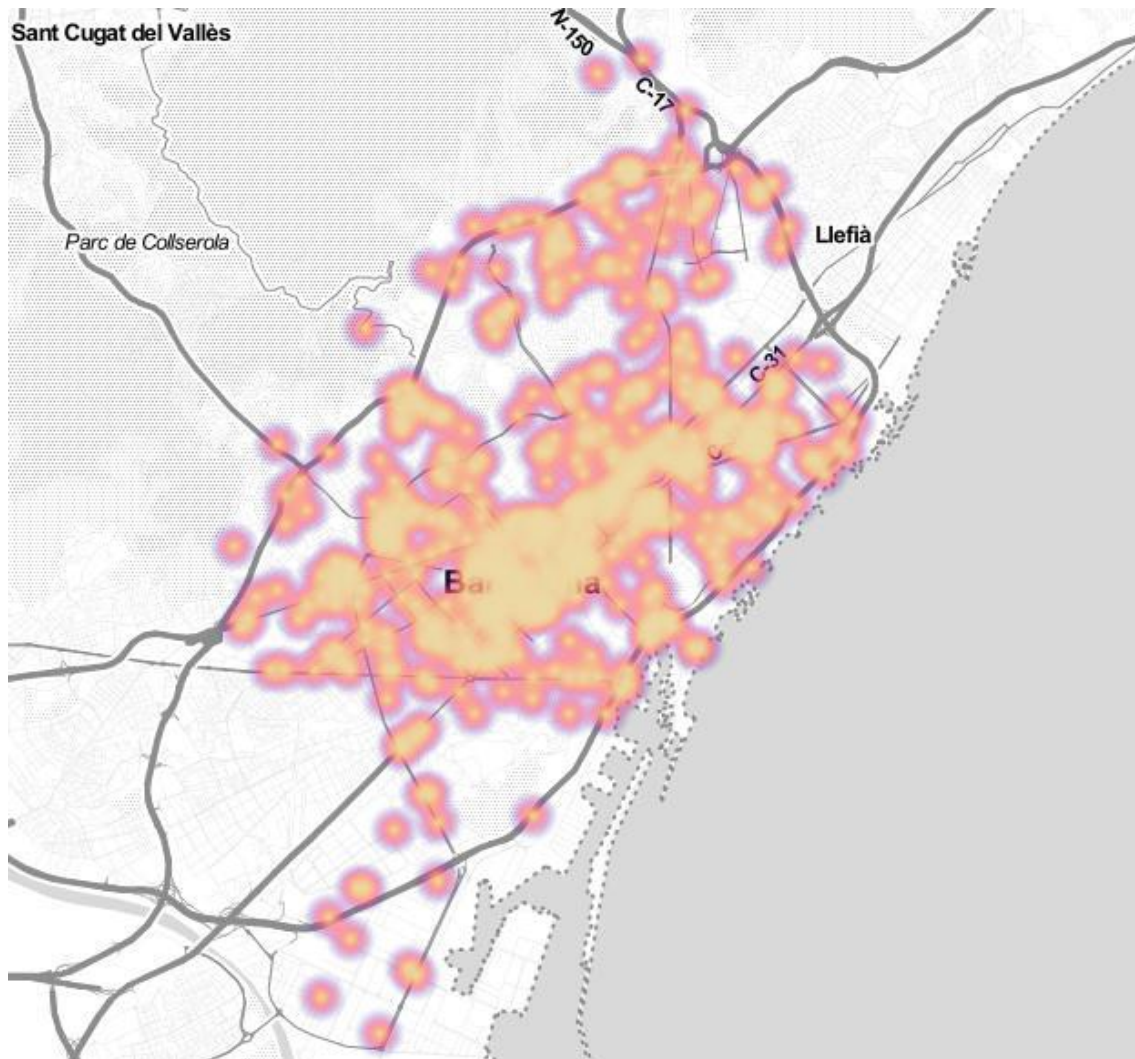 Sant Cugat del Vallès
N-150
C-17
Parc de Collserola
Llefià
C-31